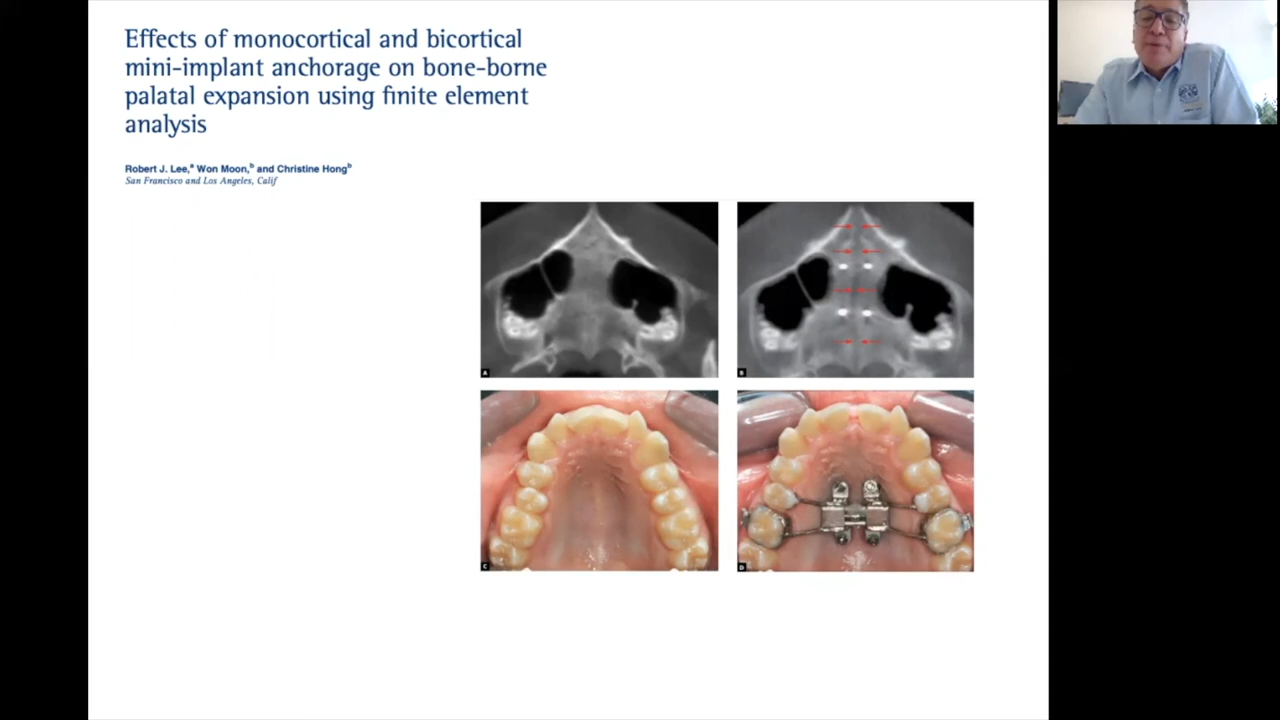 Effects of monocortical and bicortical
mini-implant anchorage on bone-borne
palatal expansion using finite element
analysis
Robert J. Lee,ᵃ Won Moon,ᵇ and Christine Hongᵇ
San Francisco and Los Angeles, Calif
A
B
C
D